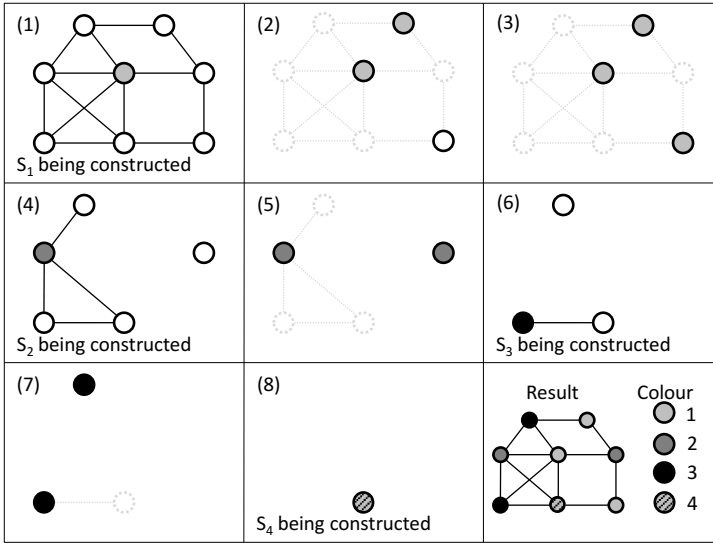 (1)
S₁ being constructed
(2)
(3)
(4)
S₂ being constructed
(5)
(6)
S₃ being constructed
(7)
(8)
S₄ being constructed
Result
Colour
1
2
3
4